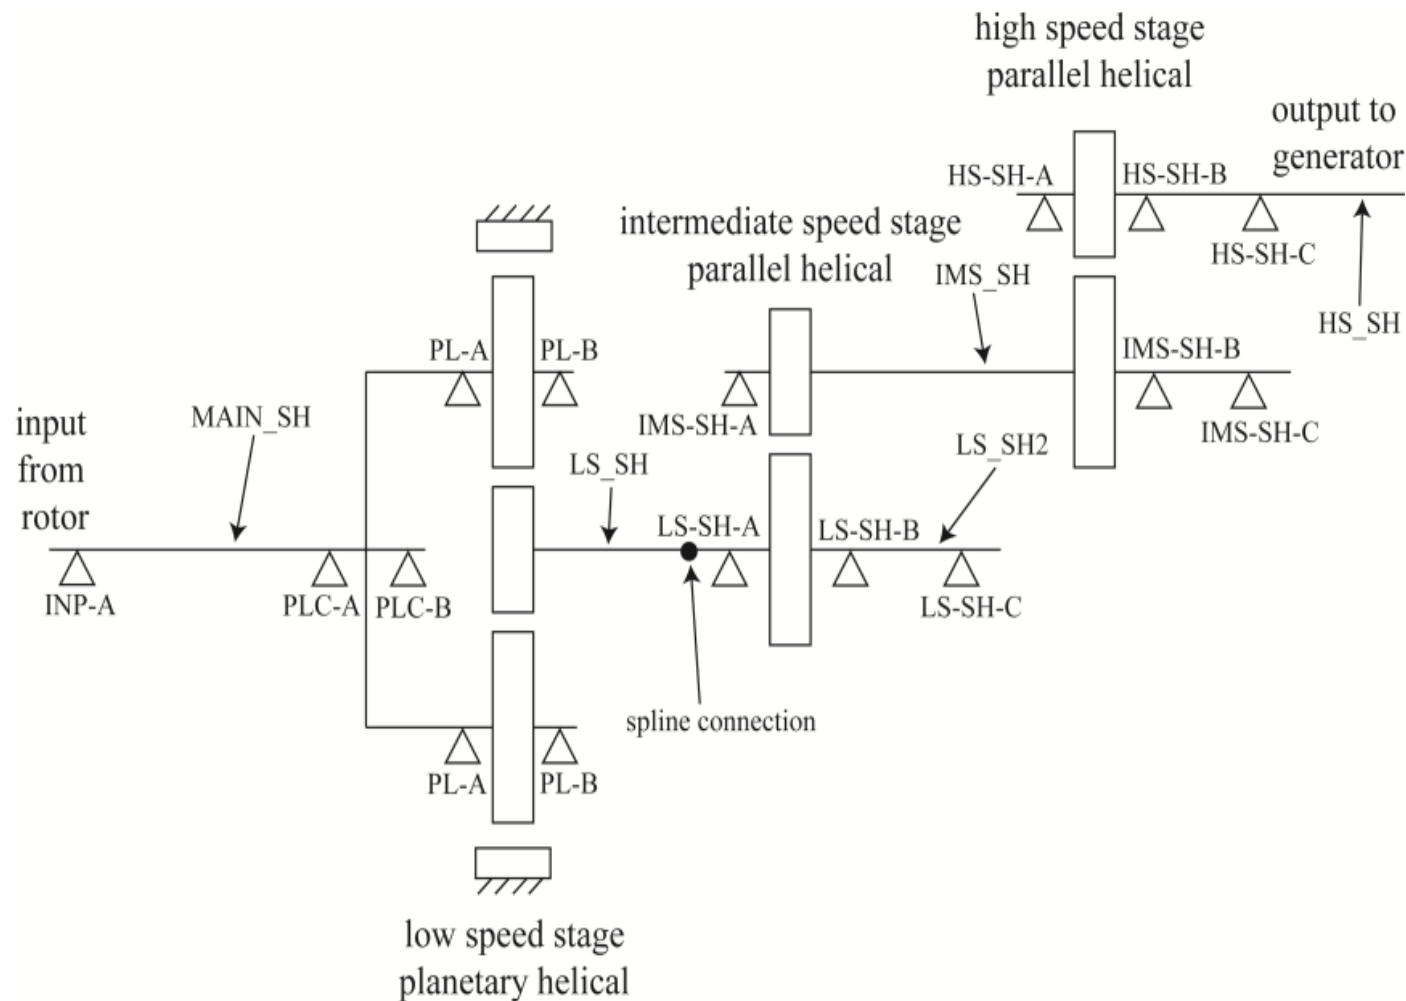 high speed stage
parallel helical
output to
generator
HS-SH-A
HS-SH-B
HS-SH-C
HS_SH
intermediate speed stage
parallel helical
IMS_SH
PL-A
PL-B
IMS-SH-A
IMS-SH-B
IMS-SH-C
input
from
rotor
MAIN_SH
LS_SH
LS_SH2
LS-SH-A
LS-SH-B
LS-SH-C
INP-A
PLC-A
PLC-B
spline connection
PL-A
PL-B
low speed stage
planetary helical